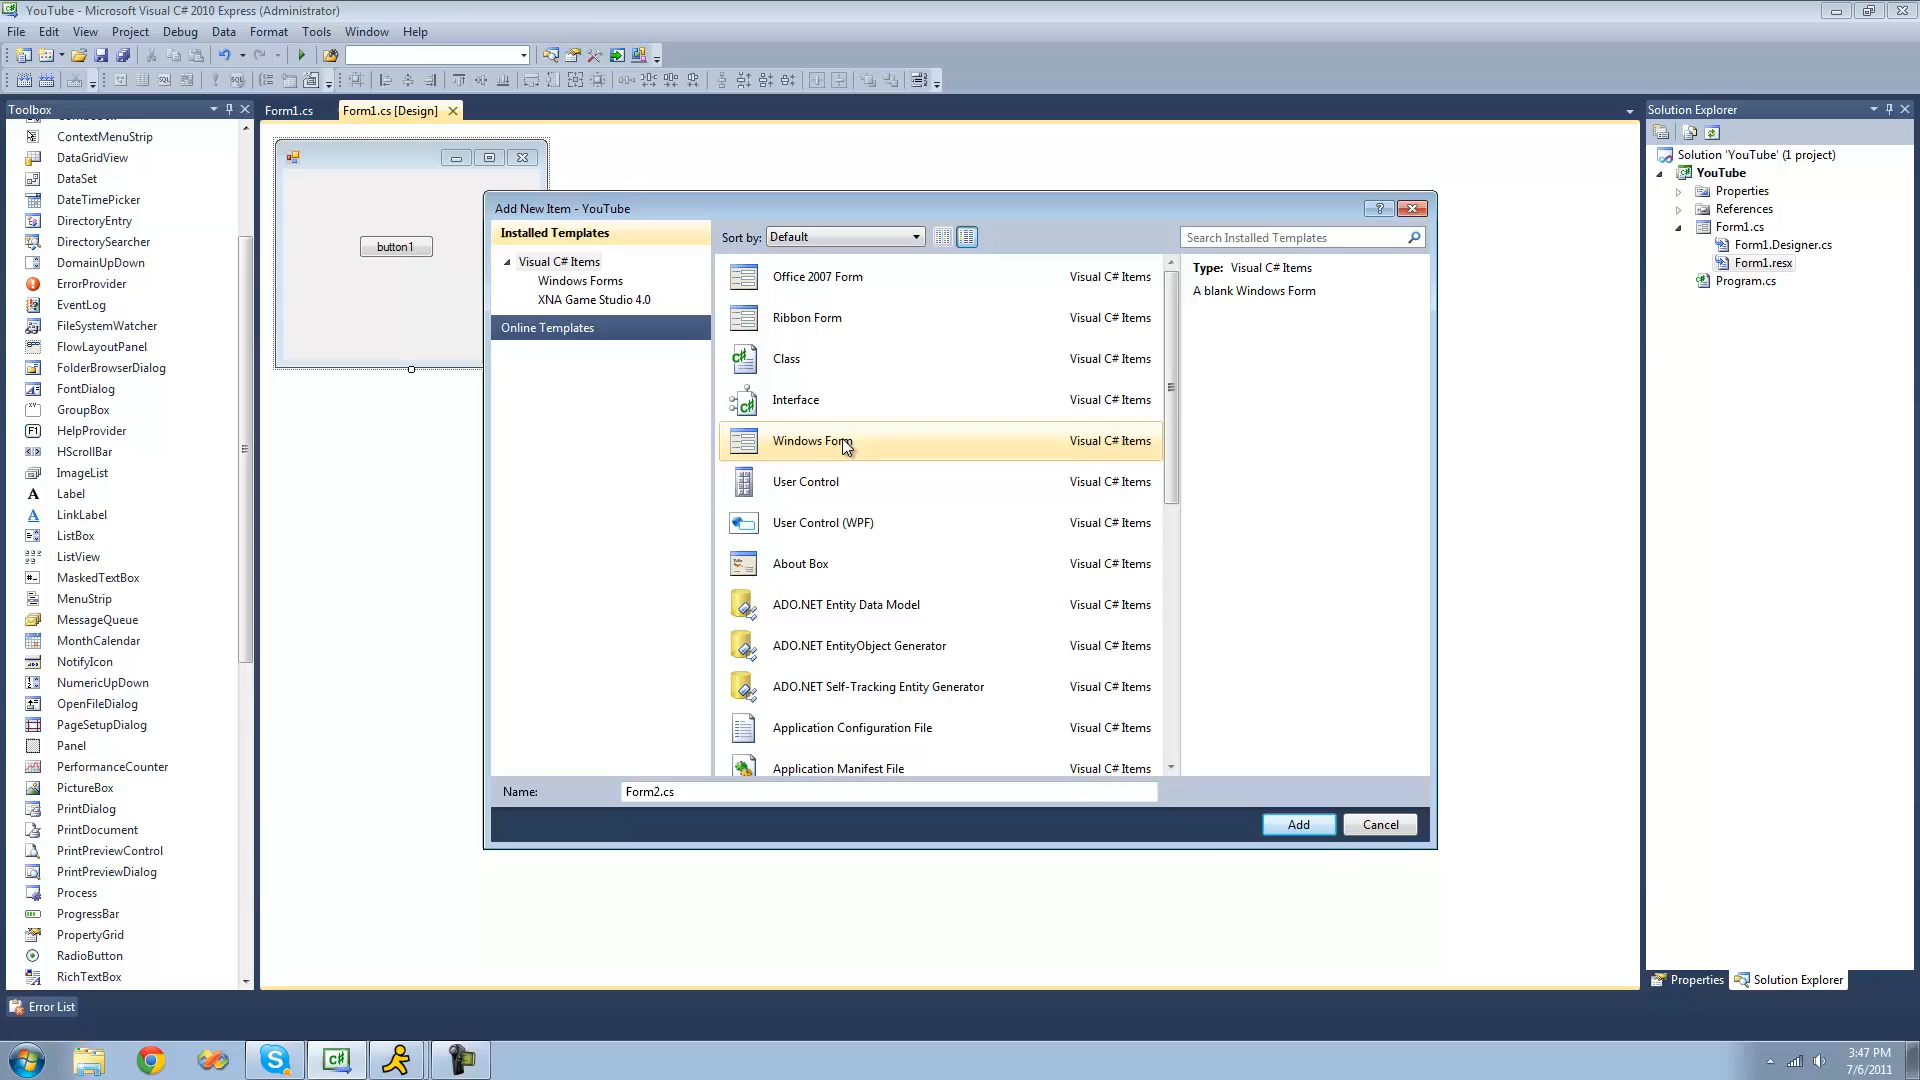 YouTube - Microsoft Visual C# 2010 Express (Administrator)
File Edit View Project Debug Data Format Tools Window Help
Toolbox
Form1.cs
Form1.cs [Design]
Solution Explorer
ContextMenuStrip
DataGridView
DataSet
DateTimePicker
DirectoryEntry
DirectorySearcher
DomainUpDown
ErrorProvider
EventLog
FileSystemWatcher
FlowLayoutPanel
FolderBrowserDialog
FontDialog
GroupBox
HelpProvider
HScrollBar
ImageList
Label
LinkLabel
ListBox
ListView
MaskedTextBox
MenuStrip
MessageQueue
MonthCalendar
NotifyIcon
NumericUpDown
OpenFileDialog
PageSetupDialog
Panel
PerformanceCounter
PictureBox
PrintDialog
PrintDocument
PrintPreviewControl
PrintPreviewDialog
Process
ProgressBar
PropertyGrid
RadioButton
RichTextBox
button1
Add New Item - YouTube
Installed Templates
Visual C# Items
Windows Forms
XNA Game Studio 4.0
Online Templates
Sort by: Default
Search Installed Templates
Office 2007 Form Visual C# Items
Ribbon Form Visual C# Items
Class Visual C# Items
Interface Visual C# Items
Windows Form Visual C# Items
User Control Visual C# Items
User Control (WPF) Visual C# Items
About Box Visual C# Items
ADO.NET Entity Data Model Visual C# Items
ADO.NET EntityObject Generator Visual C# Items
ADO.NET Self-Tracking Entity Generator Visual C# Items
Application Configuration File Visual C# Items
Application Manifest File Visual C# Items
Type: Visual C# Items
A blank Windows Form
Name: Form2.cs
Add
Cancel
Solution 'YouTube' (1 project)
YouTube
Properties
References
Form1.cs
Form1.Designer.cs
Form1.resx
Program.cs
Properties
Solution Explorer
Error List
3:47 PM
7/6/2011